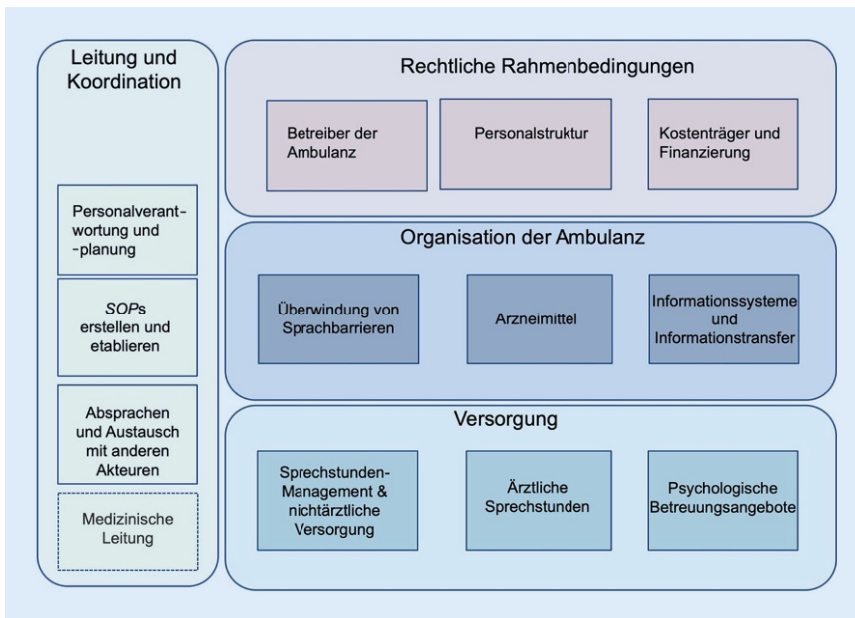 Leitung und
Koordination
Personalverant-
wortung und
-planung
SOPs
erstellen und
etablieren
Absprachen
und Austausch
mit anderen
Akteuren
Medizinische
Leitung
Rechtliche Rahmenbedingungen
Betreiber der
Ambulanz
Personalstruktur
Kostenträger und
Finanzierung
Organisation der Ambulanz
Überwindung von
Sprachbarrieren
Arzneimittel
Informationssysteme
und
Informationstransfer
Versorgung
Sprechstunden-
Management &
nichtärztliche
Versorgung
Ärztliche
Sprechstunden
Psychologische
Betreuungsangebote